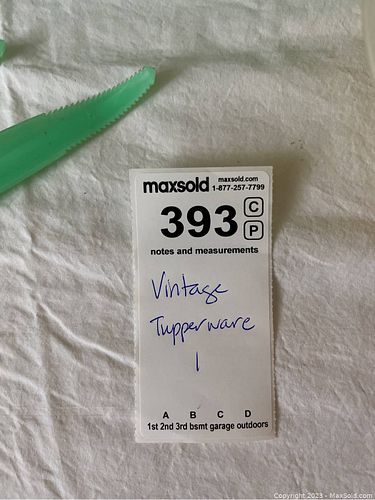 maxsold maxsold.com
1-877-257-7799
393 C
P
notes and measurements
Vintage
Tupperware
1
A B C D
1st 2nd 3rd bsmt garage outdoors
Copyright 2023 - MaxSold.com